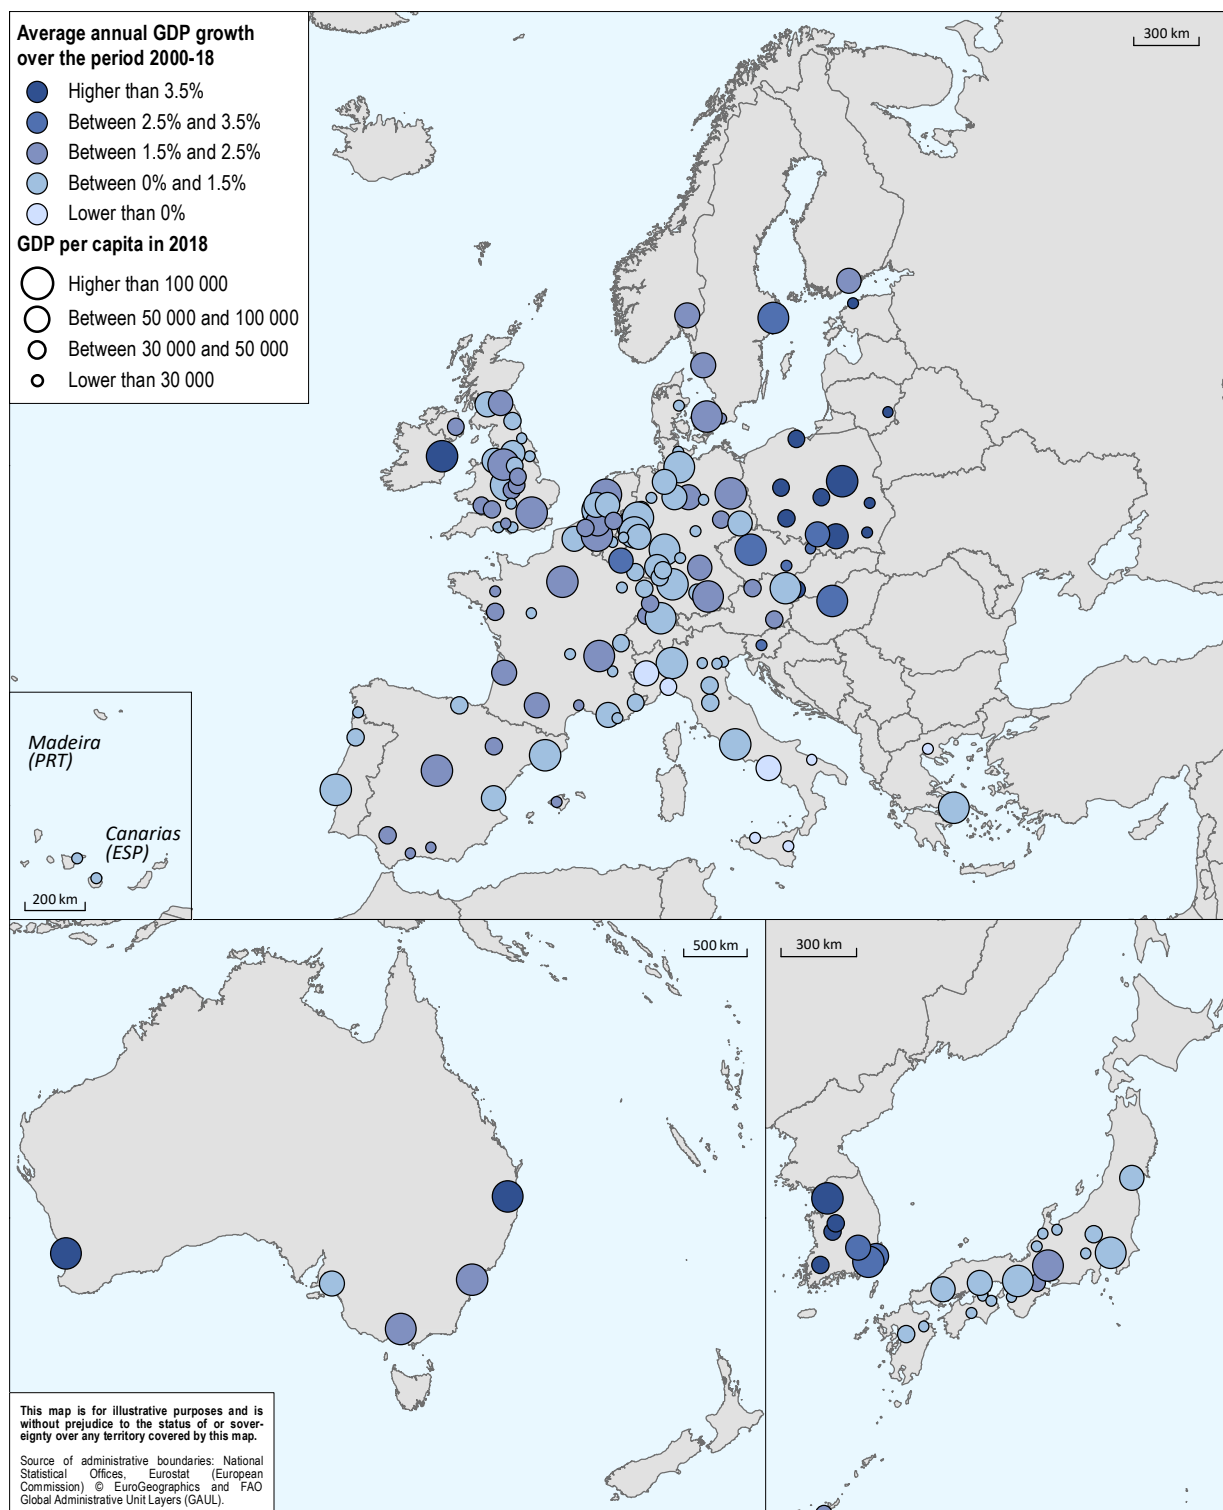 Average annual GDP growth
over the period 2000-18
Higher than 3.5%
Between 2.5% and 3.5%
Between 1.5% and 2.5%
Between 0% and 1.5%
Lower than 0%
GDP per capita in 2018
Higher than 100 000
Between 50 000 and 100 000
Between 30 000 and 50 000
Lower than 30 000
300 km
Madeira
(PRT)
Canarias
(ESP)
200 km
500 km
300 km
This map is for illustrative purposes and is
without prejudice to the status of or sover-
eignty over any territory covered by this map.
Source of administrative boundaries: National
Statistical Offices, Eurostat (European
Commission) © EuroGeographics and FAO
Global Administrative Unit Layers (GAUL).